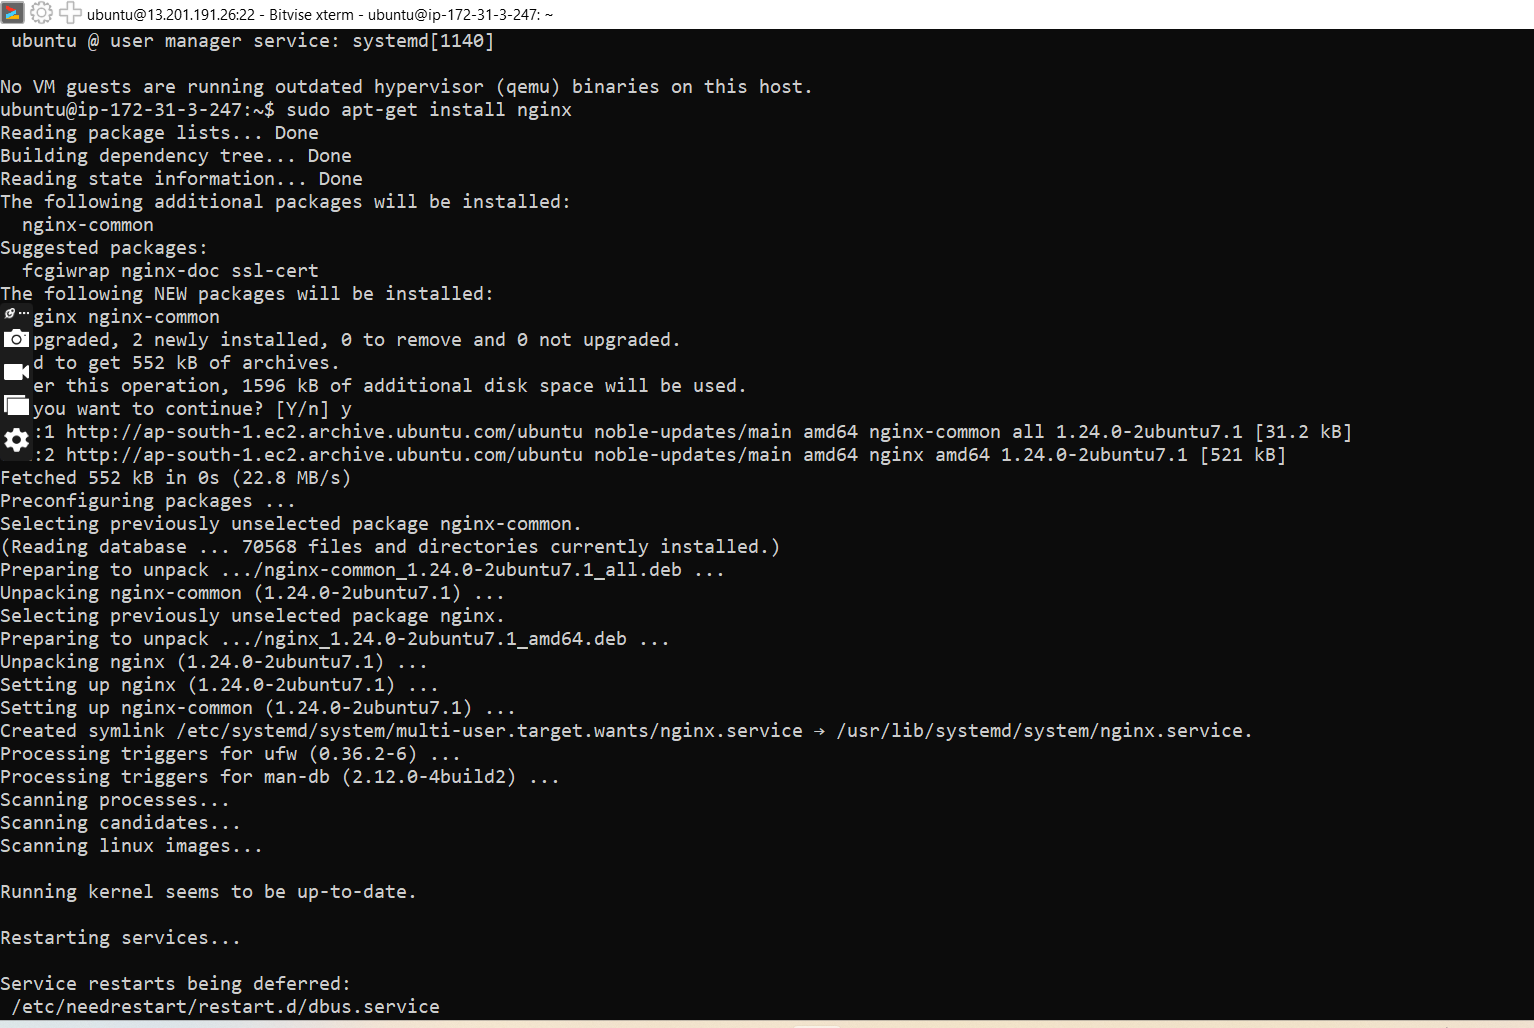 ubuntu@13.201.191.26:22 - Bitvise xterm - ubuntu@ip-172-31-3-247: ~
ubuntu @ user manager service: systemd[1140]
No VM guests are running outdated hypervisor (qemu) binaries on this host.
ubuntu@ip-172-31-3-247:~$ sudo apt-get install nginx
Reading package lists... Done
Building dependency tree... Done
Reading state information... Done
The following additional packages will be installed:
nginx-common
Suggested packages:
fcgiwrap nginx-doc ssl-cert
The following NEW packages will be installed:
ginx nginx-common
pgraded, 2 newly installed, 0 to remove and 0 not upgraded.
d to get 552 kB of archives.
er this operation, 1596 kB of additional disk space will be used.
you want to continue? [Y/n] y
:1 http://ap-south-1.ec2.archive.ubuntu.com/ubuntu noble-updates/main amd64 nginx-common all 1.24.0-2ubuntu7.1 [31.2 kB]
:2 http://ap-south-1.ec2.archive.ubuntu.com/ubuntu noble-updates/main amd64 nginx amd64 1.24.0-2ubuntu7.1 [521 kB]
Fetched 552 kB in 0s (22.8 MB/s)
Preconfiguring packages ...
Selecting previously unselected package nginx-common.
(Reading database ... 70568 files and directories currently installed.)
Preparing to unpack .../nginx-common_1.24.0-2ubuntu7.1_all.deb ...
Unpacking nginx-common (1.24.0-2ubuntu7.1) ...
Selecting previously unselected package nginx.
Preparing to unpack .../nginx_1.24.0-2ubuntu7.1_amd64.deb ...
Unpacking nginx (1.24.0-2ubuntu7.1) ...
Setting up nginx (1.24.0-2ubuntu7.1) ...
Setting up nginx-common (1.24.0-2ubuntu7.1) ...
Created symlink /etc/systemd/system/multi-user.target.wants/nginx.service → /usr/lib/systemd/system/nginx.service.
Processing triggers for ufw (0.36.2-6) ...
Processing triggers for man-db (2.12.0-4build2) ...
Scanning processes...
Scanning candidates...
Scanning linux images...
Running kernel seems to be up-to-date.
Restarting services...
Service restarts being deferred:
/etc/needrestart/restart.d/dbus.service